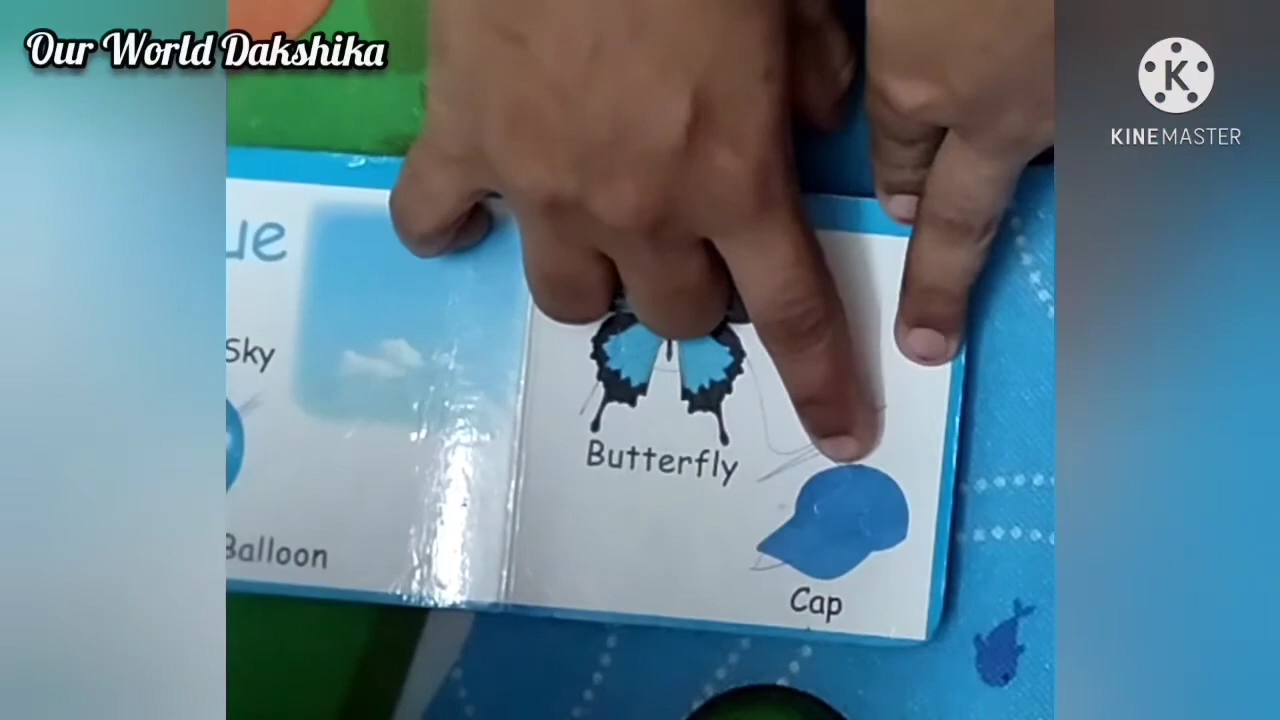 Our World Dakshika
KINEMASTER
ue
Sky
Butterfly
Balloon
Cap